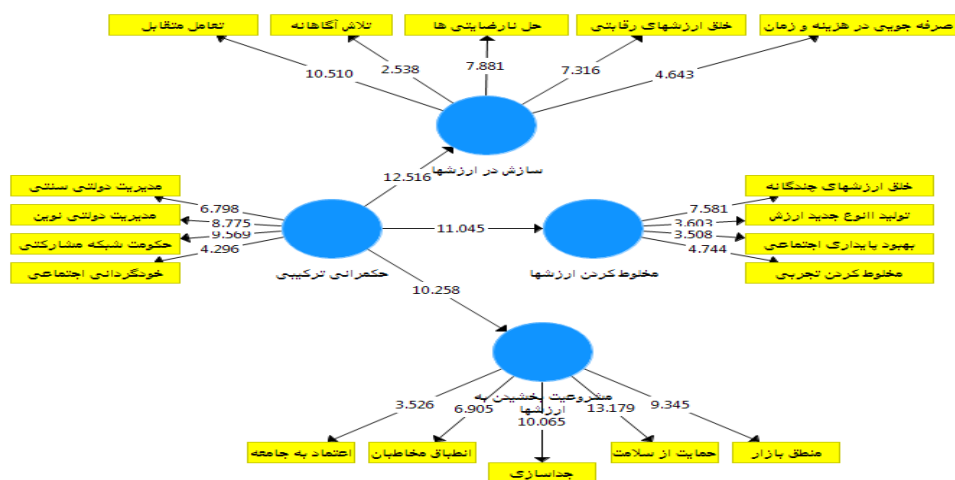 تعامل متقابل
تلاش آگاهانه
حل نارضایتی ها
خلق ارزشهای رقابتی
صرفه جویی در هزینه و زمان
10.510
2.538
7.881
7.316
4.643
سازش در ارزشها
12.516
مدیریت دولتی سنتی
مدیریت دولتی نوین
حکومت شبکه مشارکتی
خودگردانی اجتماعی
6.798
8.775
9.569
4.296
حکمرانی ترکیبی
11.045
مخلوط کردن ارزشها
7.581
3.603
3.508
4.744
خلق ارزشهای چندگانه
تولید اانوع جدید ارزش
بهبود پایداری اجتماعی
مخلوط کردن تجربی
10.258
مشروعیت بخشیدن به
ارزشها
3.526
6.905
10.065
13.179
9.345
اعتماد به جامعه
انطباق مخاطبان
جداسازی
حمایت از سلامت
منطق بازار